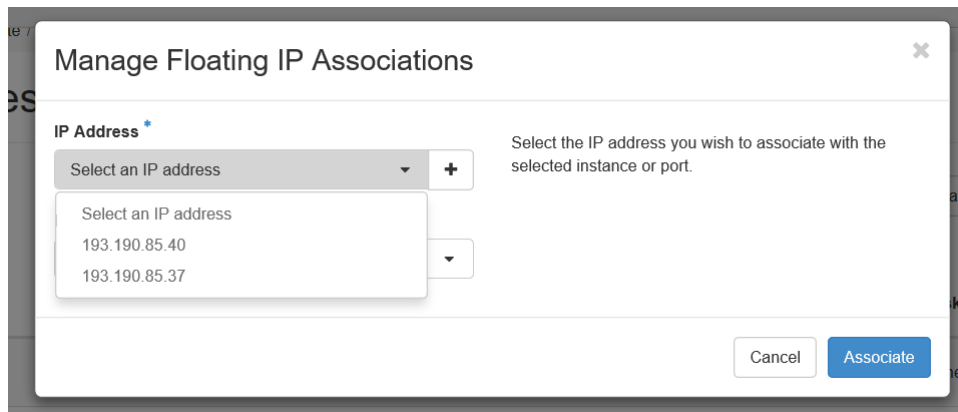 Manage Floating IP Associations
IP Address *
Select the IP address you wish to associate with the
selected instance or port.
Select an IP address
Select an IP address
193.190.85.40
193.190.85.37
Cancel
Associate